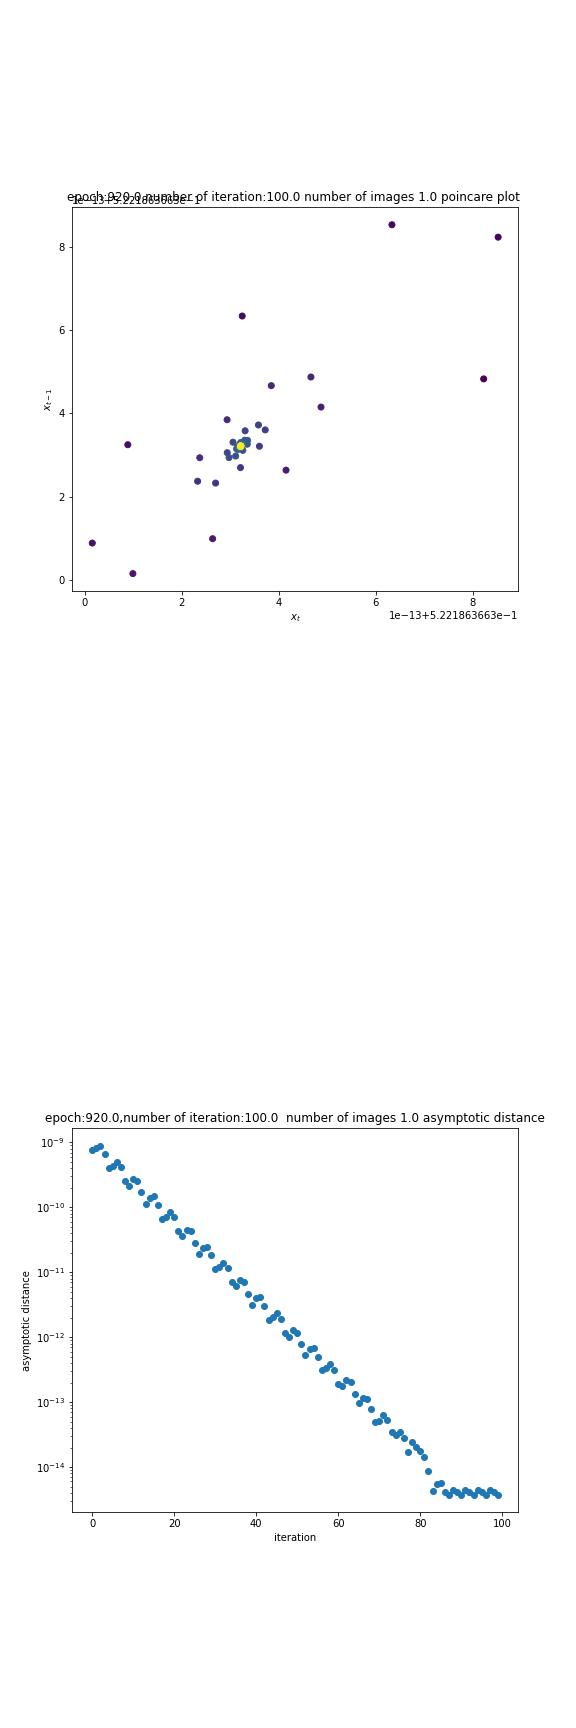 epoch:920.0,number of iteration:100.0 number of images 1.0 poincare plot
1e−13+5.221863663e−1
8
6
4
2
0
x_{t−1}
0 2 4 6 8
x_t
1e−13+5.221863663e−1
epoch:920.0,number of iteration:100.0  number of images 1.0 asymptotic distance
10⁻⁹
10⁻¹⁰
10⁻¹¹
10⁻¹²
10⁻¹³
10⁻¹⁴
asymptotic distance
0 20 40 60 80 100
iteration